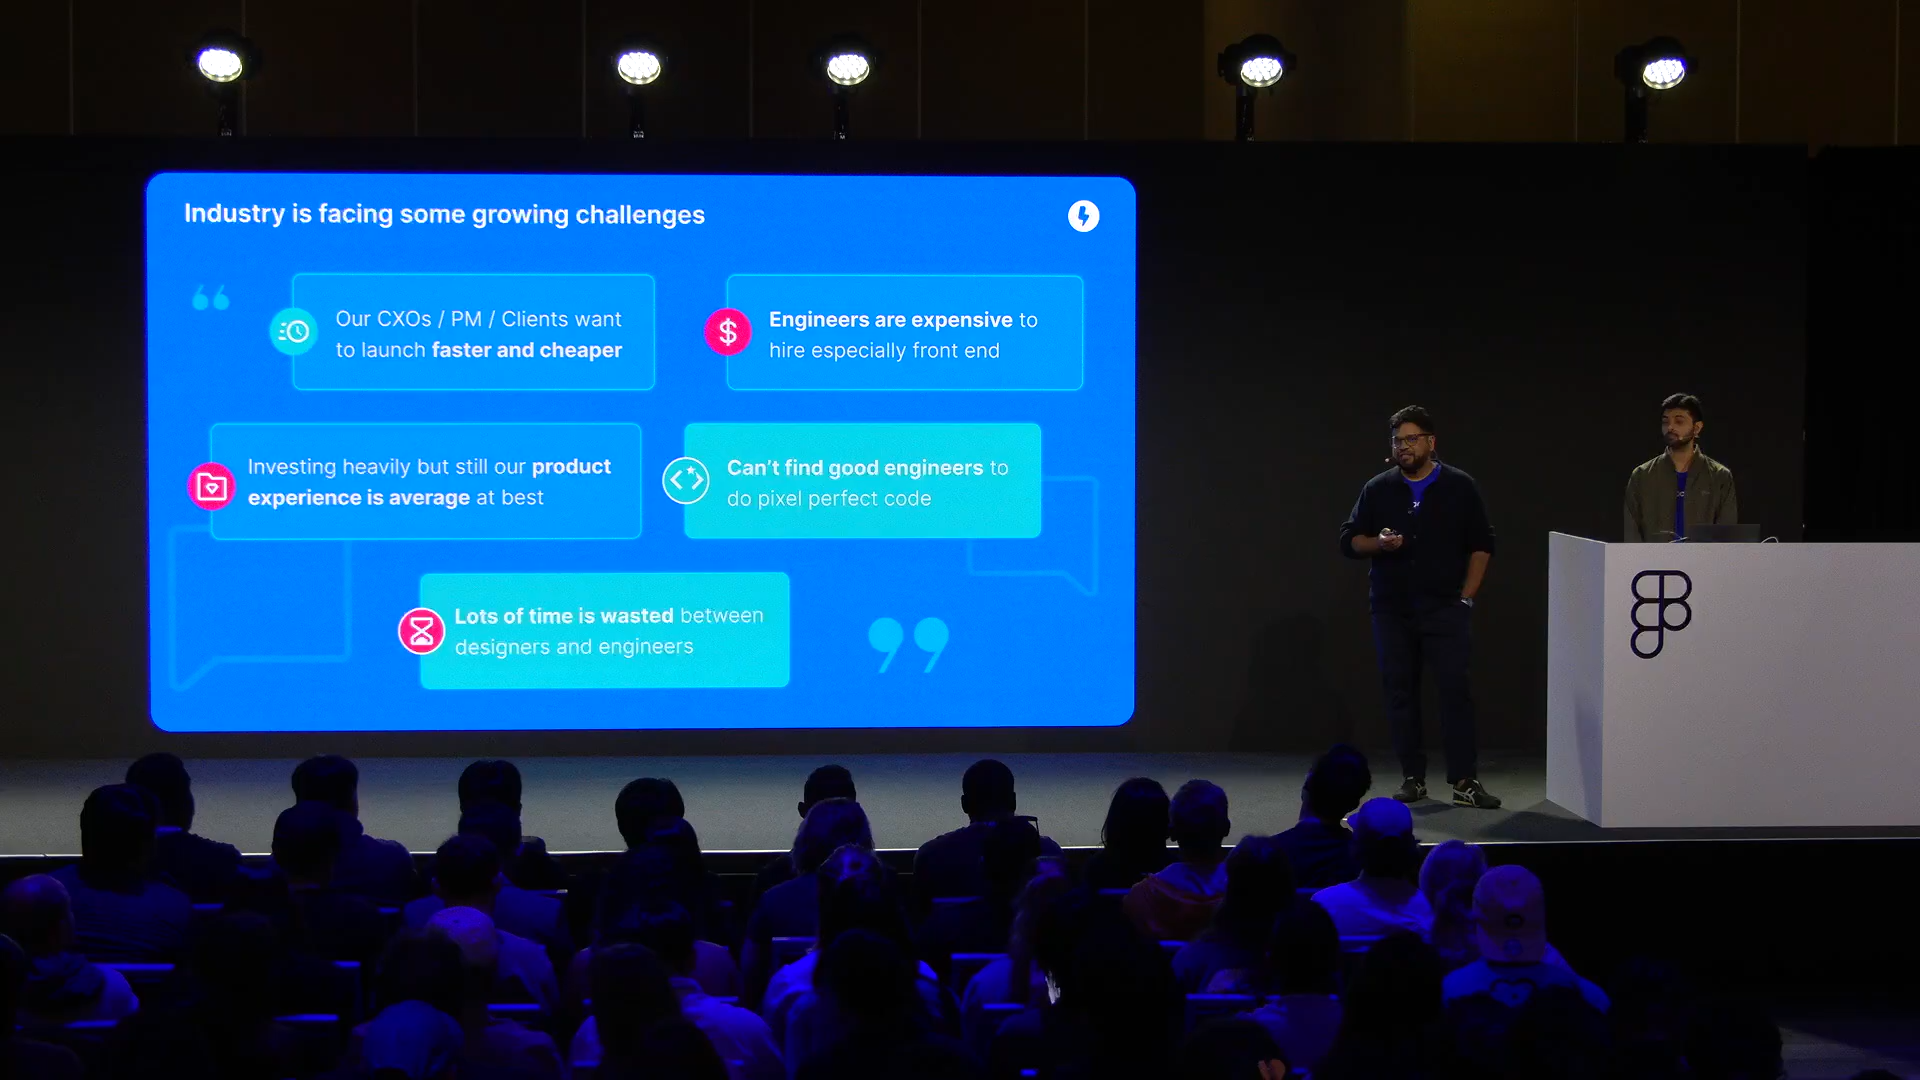 Industry is facing some growing challenges
Our CXOs / PM / Clients want
to launch faster and cheaper
Engineers are expensive to
hire especially front end
Investing heavily but still our product
experience is average at best
Can't find good engineers to
do pixel perfect code
Lots of time is wasted between
designers and engineers